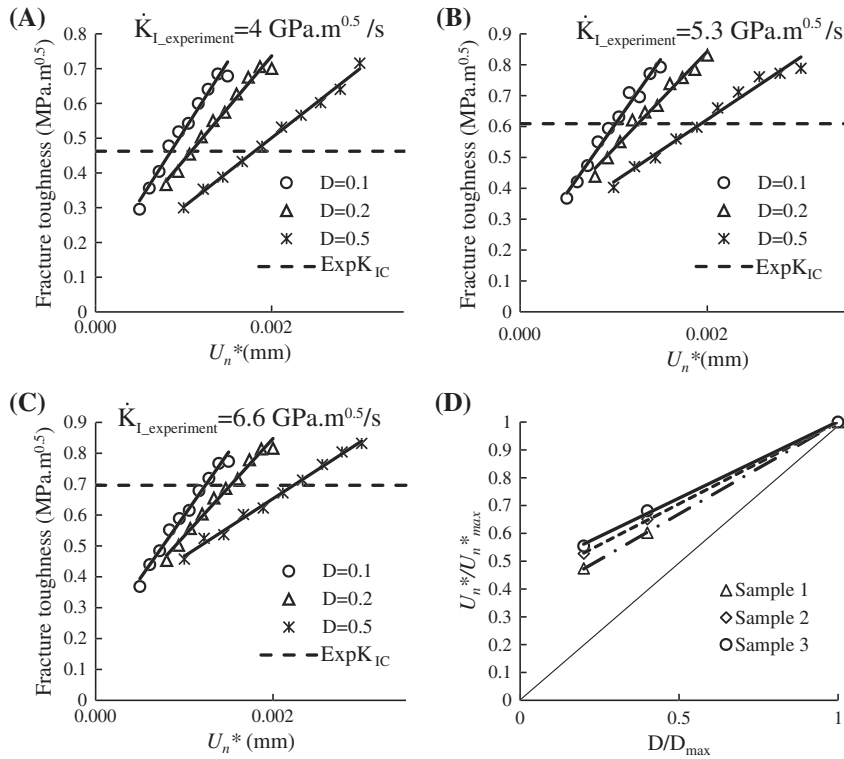 (A)
K̇I_experiment=4 GPa.m0.5 /s
Fracture toughness (MPa.m0.5)
0.8
0.7
0.6
0.5
0.4
0.3
0.2
0.1
0
D=0.1
D=0.2
D=0.5
ExpKIC
0.000
0.002
Un*(mm)
(B)
K̇I_experiment=5.3 GPa.m0.5 /s
Fracture toughness (MPa.m0.5)
0.9
0.8
0.7
0.6
0.5
0.4
0.3
0.2
0.1
0
D=0.1
D=0.2
D=0.5
ExpKIC
0.000
0.002
Un*(mm)
(C)
K̇I_experiment=6.6 GPa.m0.5/s
Fracture toughness (MPa.m0.5)
0.9
0.8
0.7
0.6
0.5
0.4
0.3
0.2
0.1
0
D=0.1
D=0.2
D=0.5
ExpKIC
0.000
0.002
Un* (mm)
(D)
Un*/Un*max
1
0.9
0.8
0.7
0.6
0.5
0.4
0.3
0.2
0.1
0
Sample 1
Sample 2
Sample 3
0
0.5
1
D/Dmax